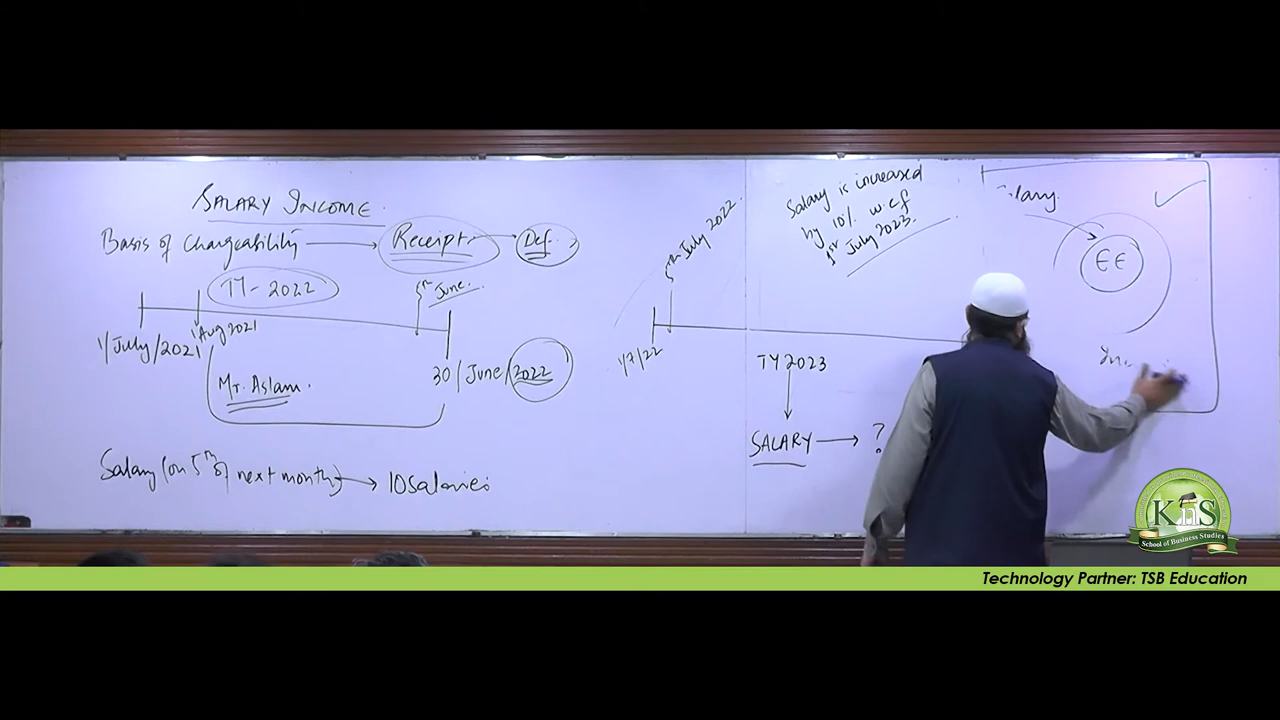 SALARY INCOME
Basis of Chargeability → Receipt → Def.
TY-2022
1/July/2021
1 Aug 2021
5th June
30/June/2022
Mr. Aslam
Salary (on 5th of next month) → 10 Salaries
1/7/22
5th July 2022
Salary is increased
by 10% w.e.f
1st July 2023
TY 2023
SALARY → ?
EE
KnS
School of Business Studies
Technology Partner: TSB Education